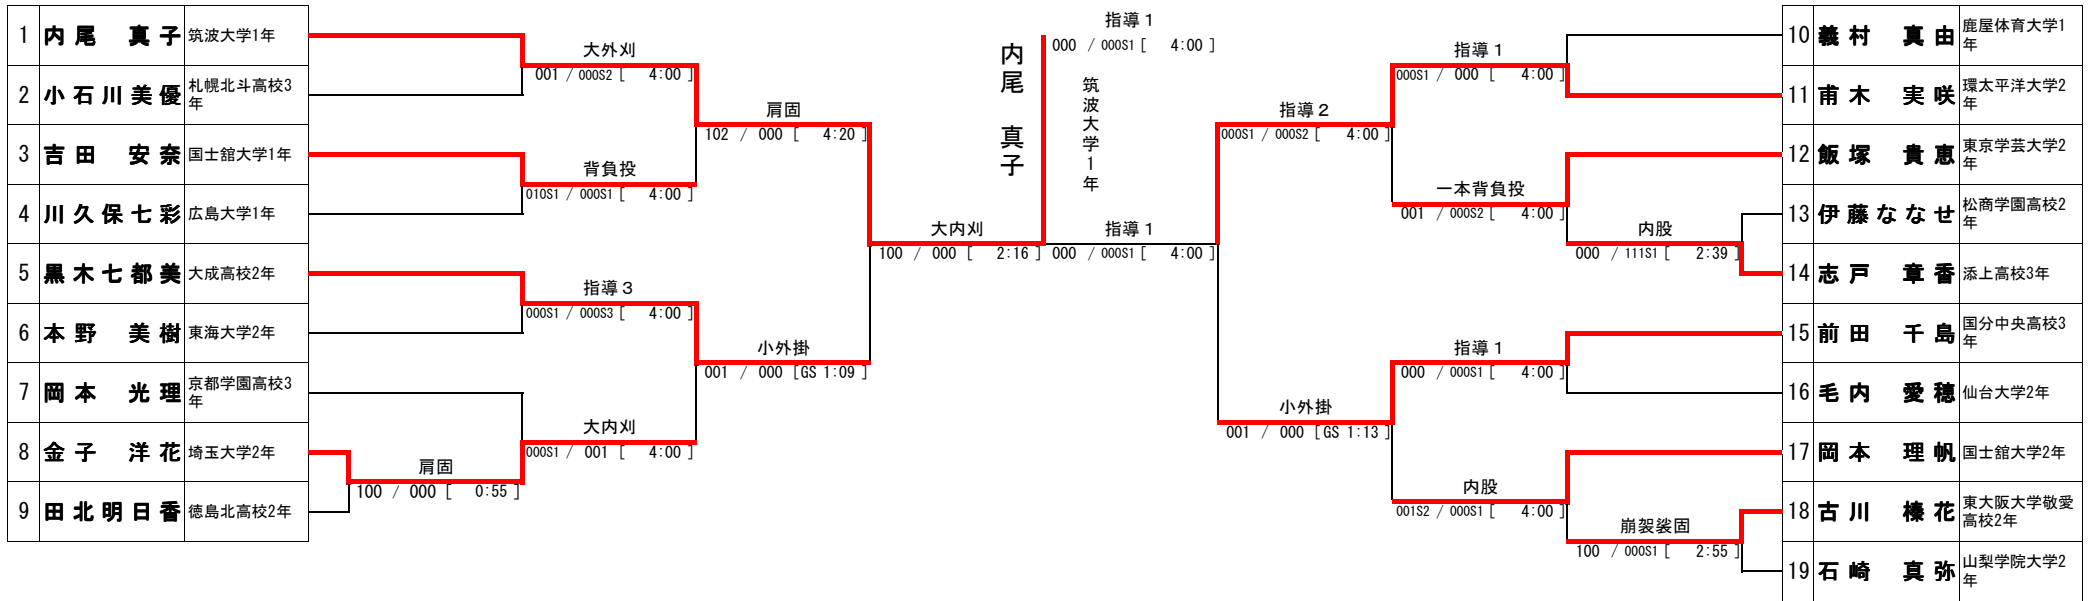 1 内尾 真子 筑波大学1年
2 小石川美優 札幌北斗高校3
年
3 吉田 安奈 国士舘大学1年
4 川久保七彩 広島大学1年
5 黒木七都美 大成高校2年
6 本野 美樹 東海大学2年
7 岡本 光理 京都学園高校3
年
8 金子 洋花 埼玉大学2年
9 田北明日香 徳島北高校2年
肩固
100 / 000 [ 0:55 ]
大外刈
001 / 000S2 [ 4:00 ]
背負投
010S1 / 000S1 [ 4:00 ]
指導3
000S1 / 000S3 [ 4:00 ]
大内刈
000S1 / 001 [ 4:00 ]
肩固
102 / 000 [ 4:20 ]
小外掛
001 / 000 [GS 1:09 ]
大内刈
100 / 000 [ 2:16 ]
内尾 真子
筑波大学1年
指導1
000 / 000S1 [ 4:00 ]
指導1
000 / 000S1 [ 4:00 ]
指導2
000S1 / 000S2 [ 4:00 ]
小外掛
001 / 000 [GS 1:13 ]
指導1
000S1 / 000 [ 4:00 ]
一本背負投
001 / 000S2 [ 4:00 ]
指導1
000 / 000S1 [ 4:00 ]
内股
001S2 / 000S1 [ 4:00 ]
内股
000 / 111S1 [ 2:39 ]
崩袈裟固
100 / 000S1 [ 2:55 ]
10 義村 真由 鹿屋体育大学1
年
11 甫木 実咲 環太平洋大学2
年
12 飯塚 貴恵 東京学芸大学2
年
13 伊藤ななせ 松商学園高校2
年
14 志戸 章香 添上高校3年
15 前田 千島 国分中央高校3
年
16 毛内 愛穂 仙台大学2年
17 岡本 理帆 国士舘大学2年
18 古川 榛花 東大阪大学敬愛
高校2年
19 石崎 真弥 山梨学院大学2
年